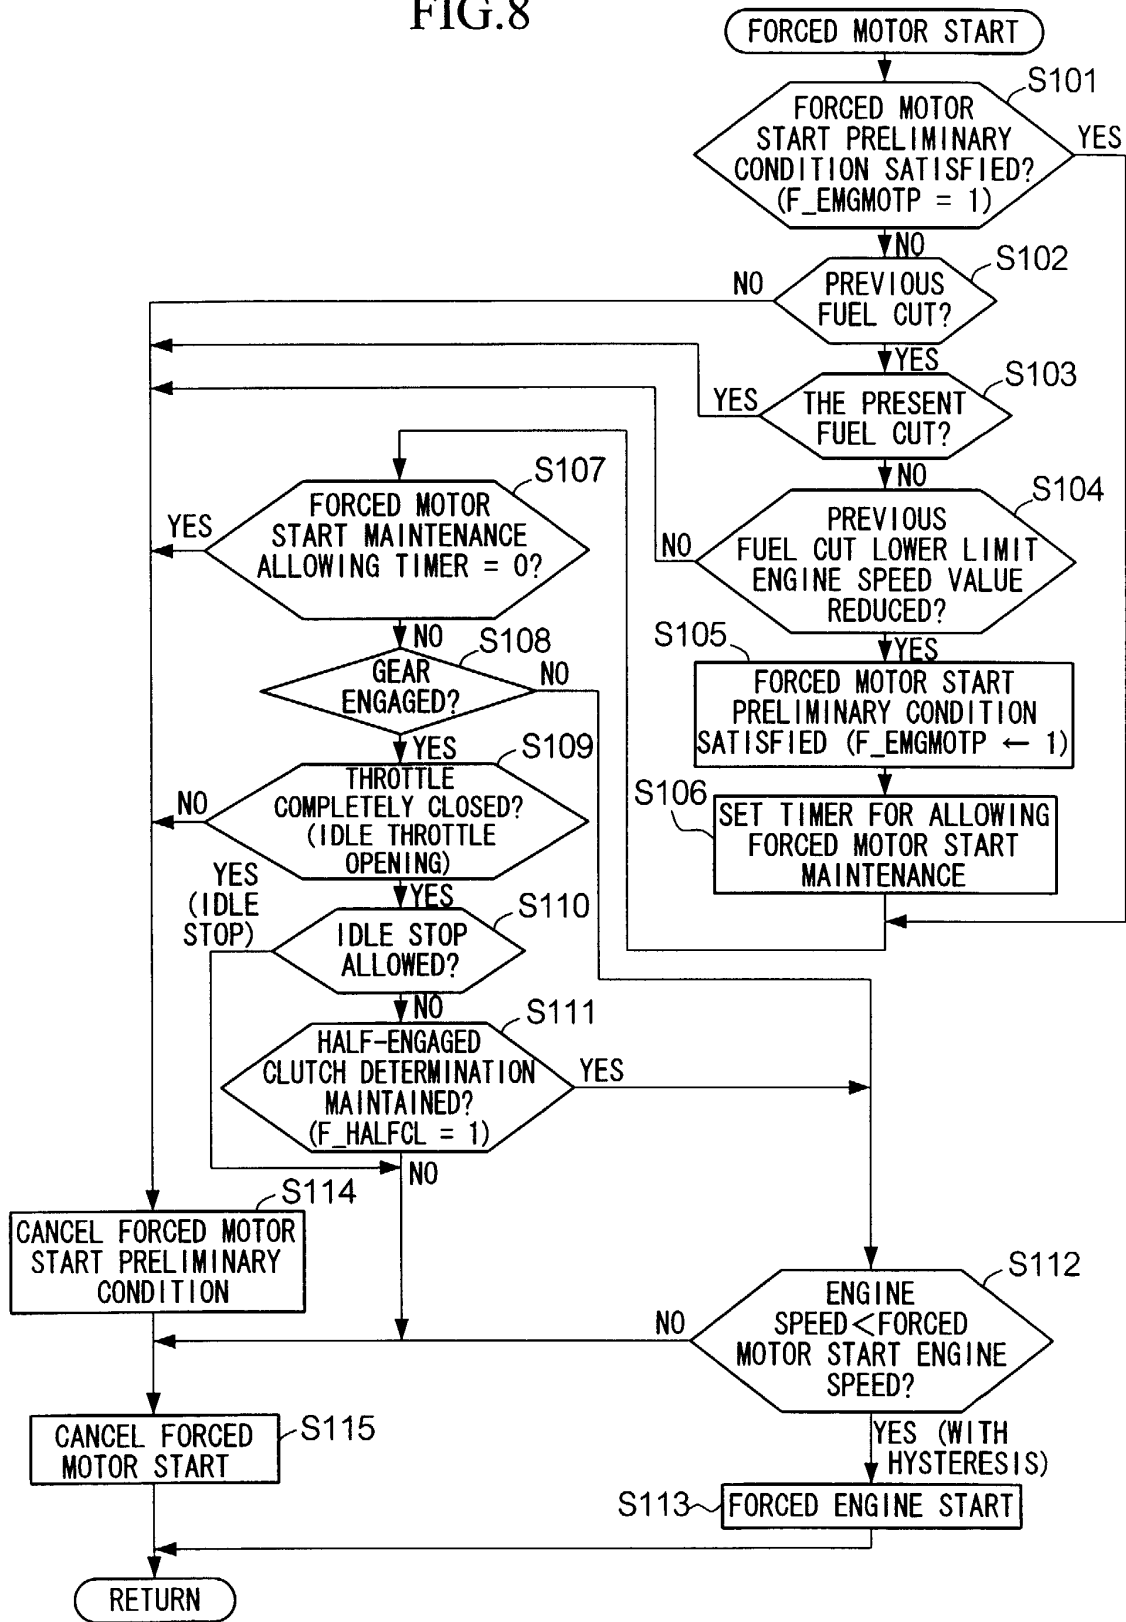 FIG.8
FORCED MOTOR START
S101
FORCED MOTOR
START PRELIMINARY
CONDITION SATISFIED?
(F_EMGMOTP = 1)
YES
NO
S102
NO
PREVIOUS
FUEL CUT?
YES
S103
YES
THE PRESENT
FUEL CUT?
NO
S104
PREVIOUS
NO
FUEL CUT LOWER LIMIT
ENGINE SPEED VALUE
REDUCED?
YES
S105
FORCED MOTOR START
PRELIMINARY CONDITION
SATISFIED (F_EMGMOTP ← 1)
S106
SET TIMER FOR ALLOWING
FORCED MOTOR START
MAINTENANCE
S107
YES
FORCED MOTOR
START MAINTENANCE
ALLOWING TIMER = 0?
NO
S108
GEAR
ENGAGED?
NO
YES
S109
NO
THROTTLE
COMPLETELY CLOSED?
(IDLE THROTTLE
OPENING)
YES
(IDLE
STOP)
YES
S110
IDLE STOP
ALLOWED?
NO
S111
HALF-ENGAGED
CLUTCH DETERMINATION
MAINTAINED?
(F_HALFCL = 1)
YES
NO
S114
CANCEL FORCED MOTOR
START PRELIMINARY
CONDITION
S112
NO
ENGINE
SPEED<FORCED
MOTOR START ENGINE
SPEED?
YES (WITH
HYSTERESIS)
S115
CANCEL FORCED
MOTOR START
S113
FORCED ENGINE START
RETURN